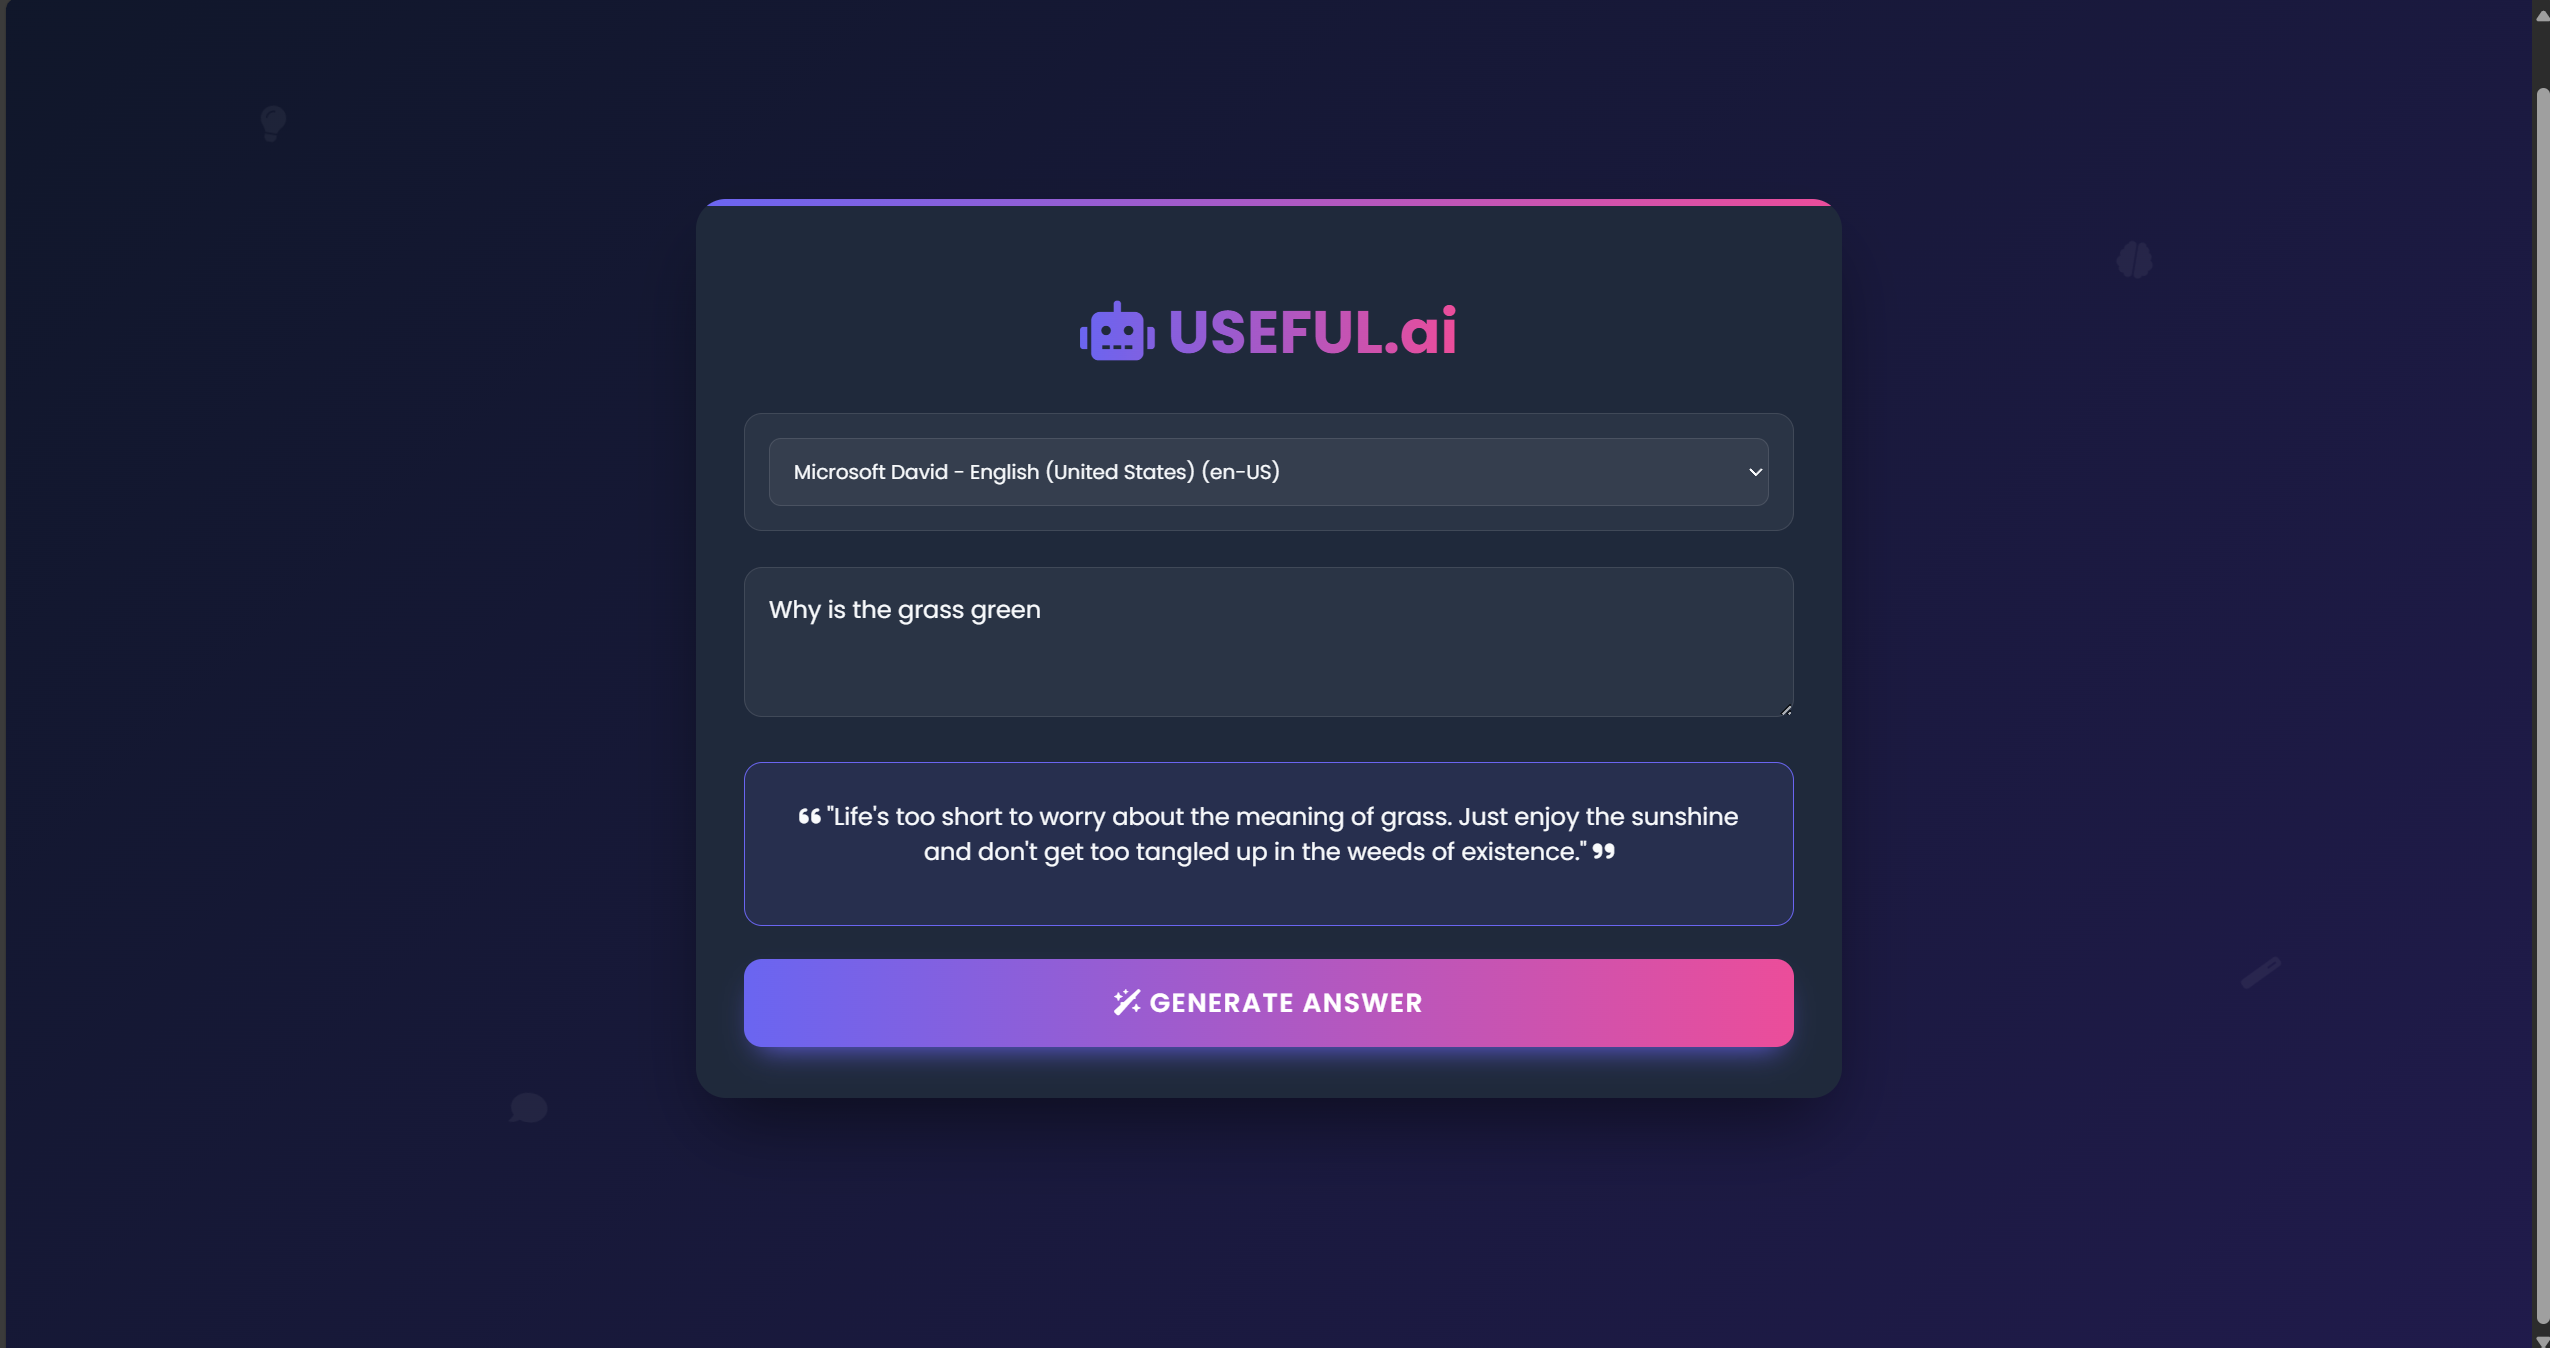 USEFUL.ai
Microsoft David - English (United States) (en-US)
Why is the grass green
❝ "Life's too short to worry about the meaning of grass. Just enjoy the sunshine
and don't get too tangled up in the weeds of existence." ❞
GENERATE ANSWER